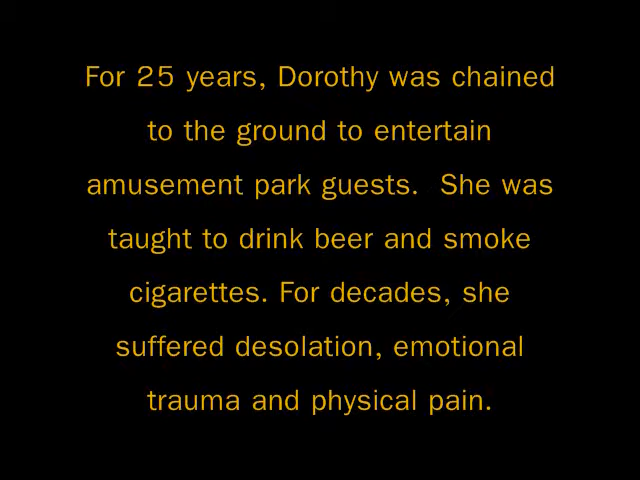 For 25 years, Dorothy was chained
to the ground to entertain
amusement park guests.  She was
taught to drink beer and smoke
cigarettes. For decades, she
suffered desolation, emotional
trauma and physical pain.